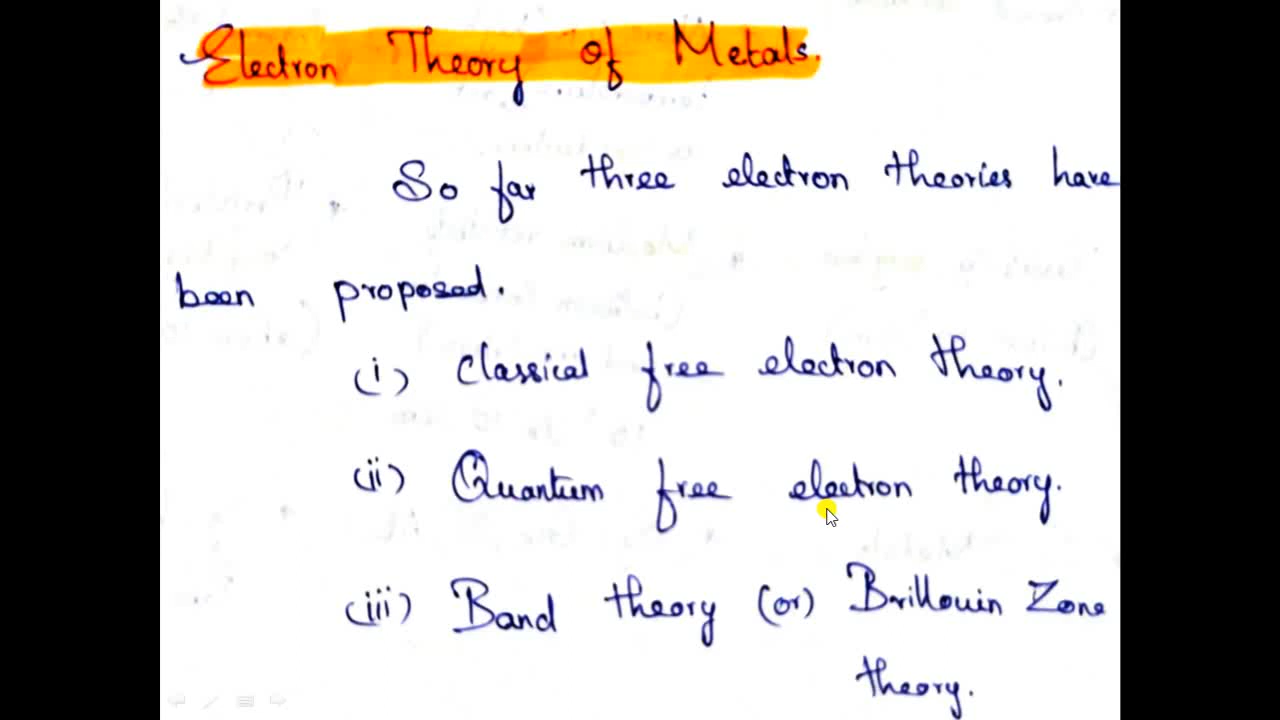 Electron Theory of Metals.
So far three electron theories have
been proposed.
(i) Classical free electron theory.
(ii) Quantum free electron theory.
(iii) Band theory (or) Brillouin Zone
theory.